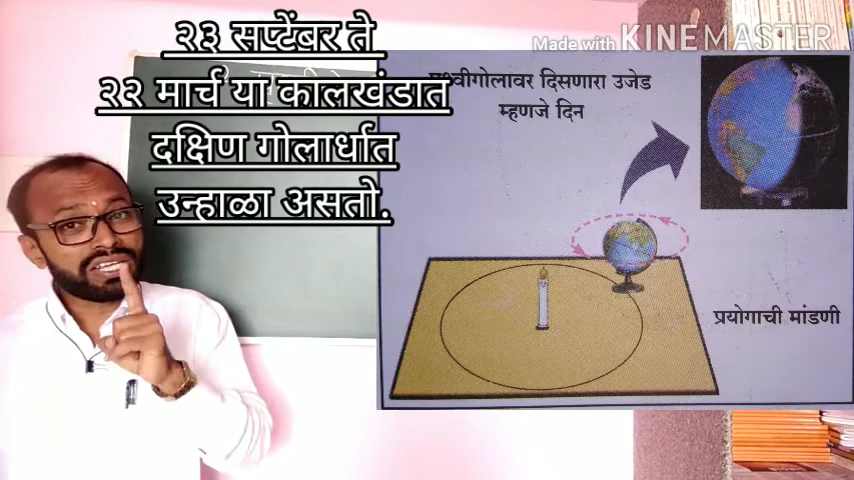 २३ सप्टेंबर ते
२२ मार्च या कालखंडात
दक्षिण गोलार्धात
उन्हाळा असतो.
Made with KINEMASTER
पृथ्वीगोलावर दिसणारा उजेड
म्हणजे दिन
प्रयोगाची मांडणी